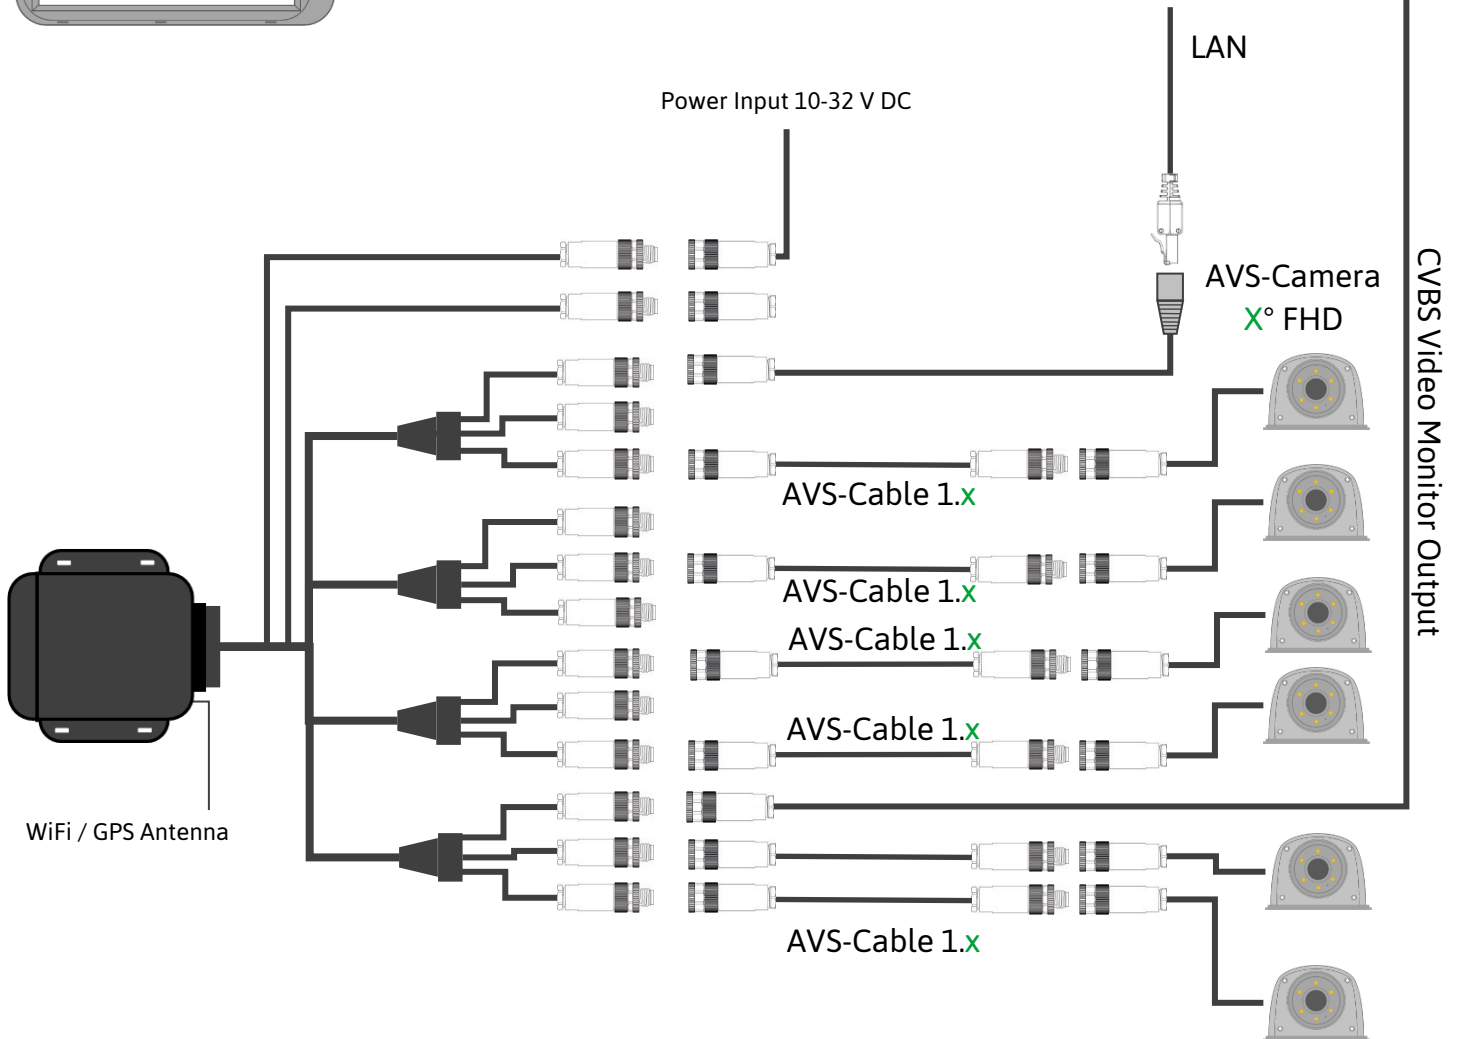 LAN
Power Input 10-32 V DC
AVS-Camera
X° FHD
CVBS Video Monitor Output
AVS-Cable 1.x
AVS-Cable 1.x
AVS-Cable 1.x
AVS-Cable 1.x
WiFi / GPS Antenna
AVS-Cable 1.x